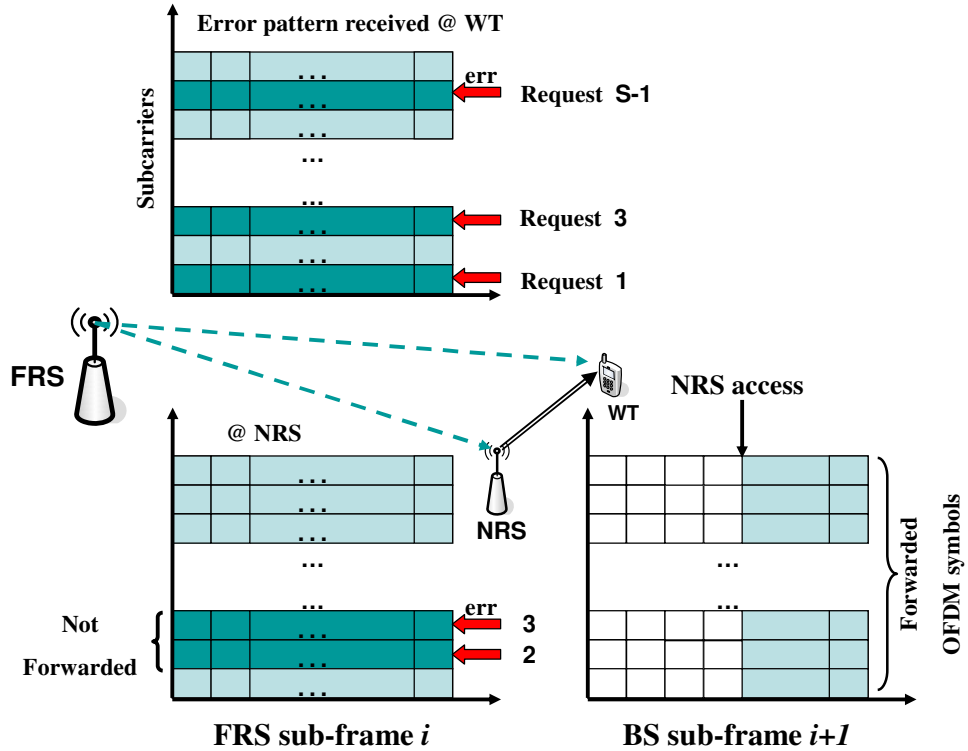 Error pattern received @ WT
Subcarriers
...
err
...
Request S-1
...
...
...
...
Request 3
...
Request 1
FRS
WT
NRS access
@ NRS
NRS
...
...
...
...
...
...
err
3
...
2
...
Not
Forwarded
...
...
Forwarded
OFDM symbols
FRS sub-frame i
BS sub-frame i+1